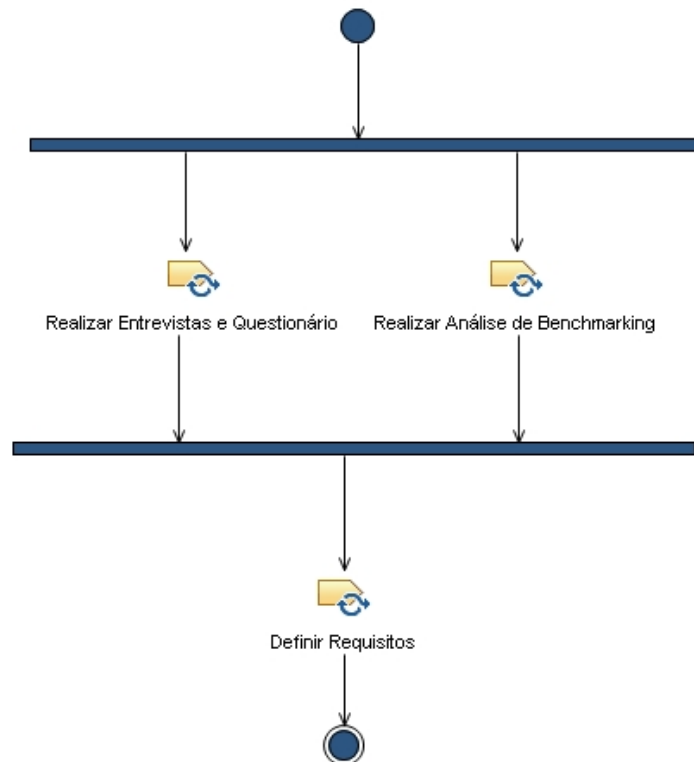 Realizar Entrevistas e Questionário
Realizar Análise de Benchmarking
Definir Requisitos